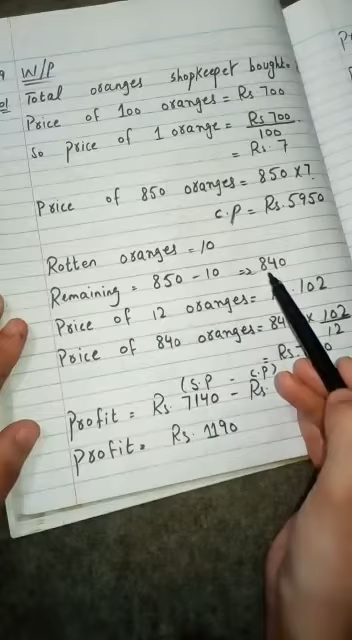 W/P
Total oranges shopkeeper bought.
Price of 100 oranges = Rs 700
So price of 1 orange = Rs 700
100
= Rs. 7
Price of 850 oranges = 850 x 7
C.P = Rs. 5950
Rotten oranges = 10
Remaining = 850 - 10 => 840
Price of 12 oranges = .102
Price of 840 oranges = 84 x 102
12
= Rs.
(S.P - C.P)
Profit = Rs. 7140 - Rs.
Profit = Rs. 1190